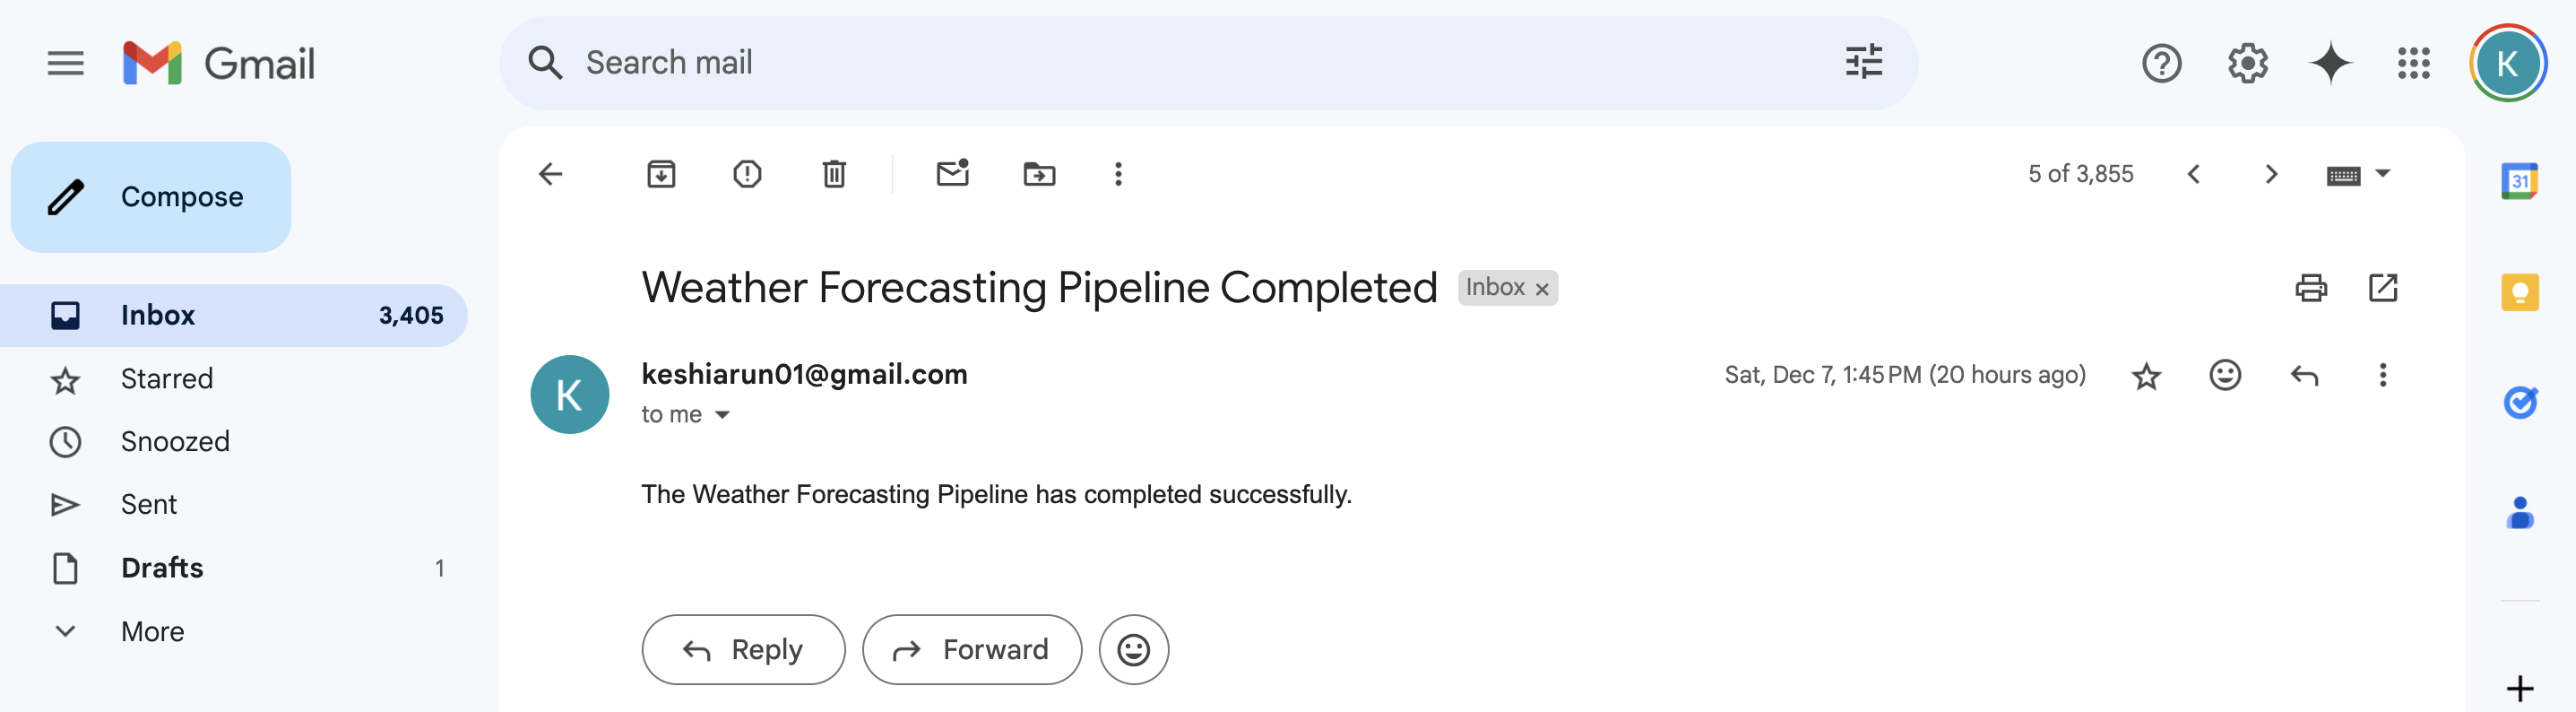 Gmail
Search mail
K
Compose
5 of 3,855
31
Weather Forecasting Pipeline Completed Inbox x
Inbox 3,405
K
keshiarun01@gmail.com Sat, Dec 7, 1:45 PM (20 hours ago)
to me
Starred
Snoozed
The Weather Forecasting Pipeline has completed successfully.
Sent
Drafts 1
More
Reply Forward